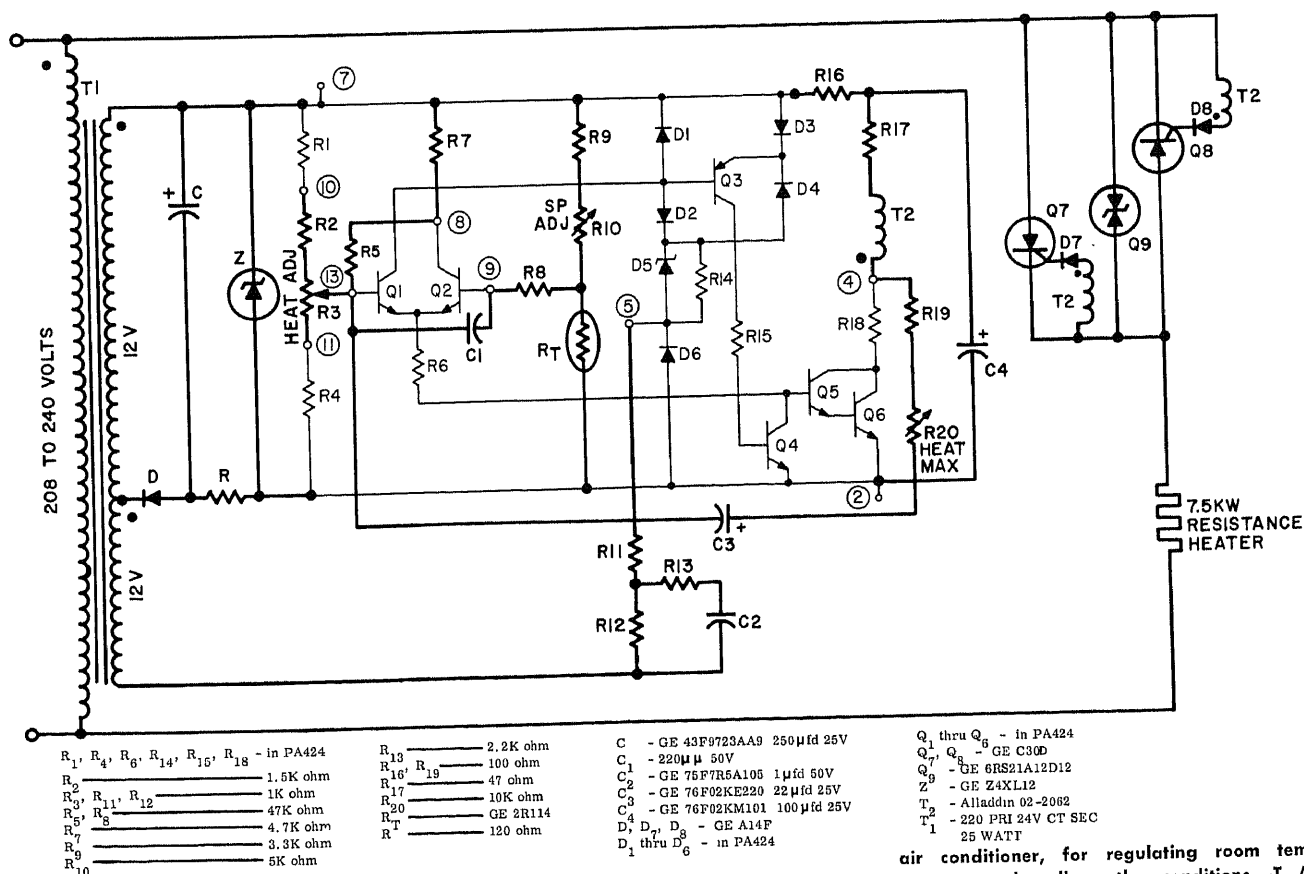 T1
7
R16
T2
D8
R1
R7
R9
D1
D3
R17
Q8
10
C
+
Q3
R2
SP
ADJ
R10
D2
D4
T2
Q7
8
Z
HEAT ADJ
R5
D5
D7
Q9
13
Q1
Q2
9
R8
R14
4
T2
R3
5
11
C1
RT
R15
R18
R19
+
R6
D6
C4
R4
Q5
Q6
208 TO 240 VOLTS
12V
Q4
R20
HEAT
MAX
D
R
2
7.5KW
RESISTANCE
HEATER
C3
+
R11
12V
R13
R12
C2
R1, R4, R6, R14, R15, R18 - in PA424
R2 1.5K ohm
R3, R11, R12 1K ohm
R5, R8 47K ohm
R7 4.7K ohm
R9 3.3K ohm
R10 5K ohm
R13 2.2K ohm
R16, R19 100 ohm
R17 47 ohm
R20 10K ohm
RT GE 2R114
R 120 ohm
C - GE 43F9723AA9 250µfd 25V
C1 - 220µµ 50V
C2 - GE 75F7R5A105 1µfd 50V
C3 - GE 76F02KE220 22µfd 25V
C4 - GE 76F02KM101 100µfd 25V
D, D7, D8 - GE A14F
D1 thru D6 - in PA424
Q1 thru Q6 - in PA424
Q7, Q8 - GE C30D
Q9 - GE 6RS21A12D12
Z - GE Z4XL12
T2 - Alladdin 02-2062
T1 - 220 PRI 24V CT SEC
25 WATT
air conditioner, for regulating room tem